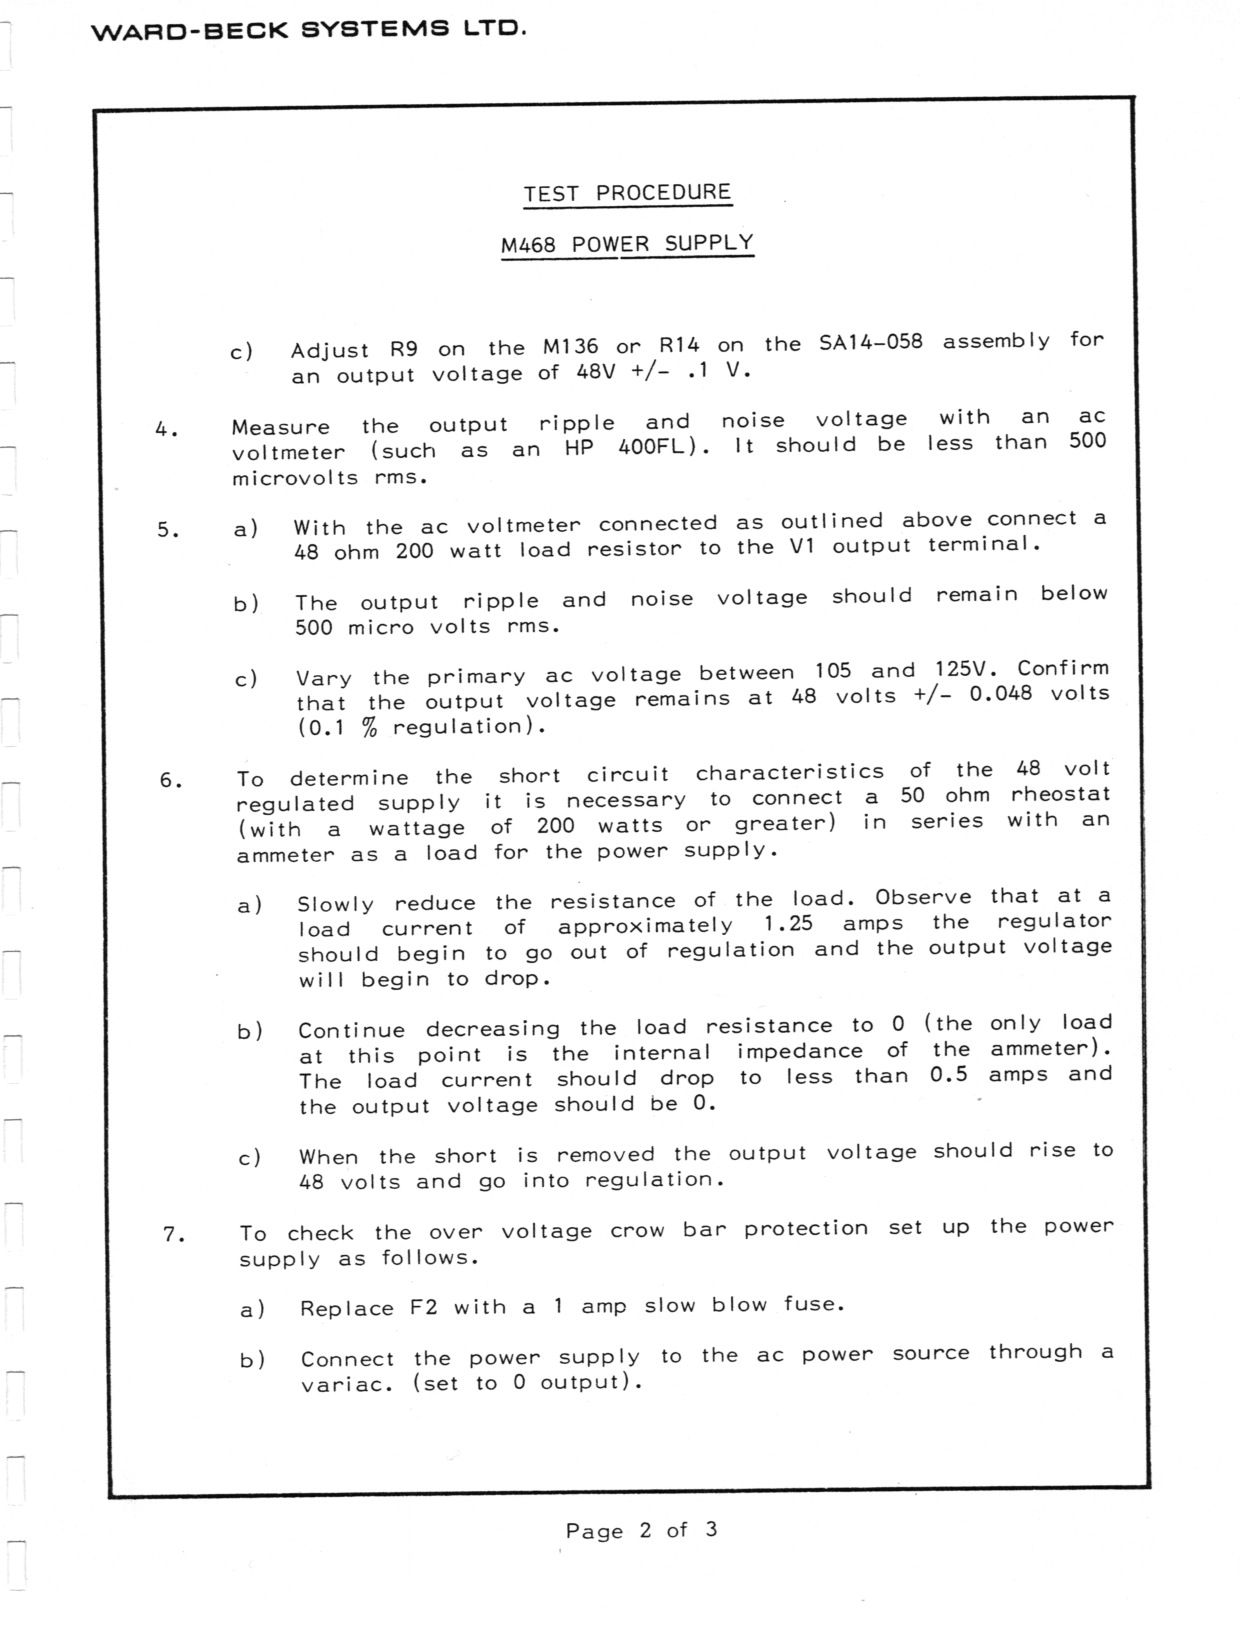 WARD-BECK SYSTEMS LTD.
TEST PROCEDURE
M468 POWER SUPPLY
c) Adjust R9 on the M136 or R14 on the SA14-058 assembly for
an output voltage of 48V +/- .1 V.
4. Measure the output ripple and noise voltage with an ac
voltmeter (such as an HP 400FL). It should be less than 500
microvolts rms.
5. a) With the ac voltmeter connected as outlined above connect a
48 ohm 200 watt load resistor to the V1 output terminal.
b) The output ripple and noise voltage should remain below
500 micro volts rms.
c) Vary the primary ac voltage between 105 and 125V. Confirm
that the output voltage remains at 48 volts +/- 0.048 volts
(0.1 % regulation).
6. To determine the short circuit characteristics of the 48 volt
regulated supply it is necessary to connect a 50 ohm rheostat
(with a wattage of 200 watts or greater) in series with an
ammeter as a load for the power supply.
a) Slowly reduce the resistance of the load. Observe that at a
load current of approximately 1.25 amps the regulator
should begin to go out of regulation and the output voltage
will begin to drop.
b) Continue decreasing the load resistance to 0 (the only load
at this point is the internal impedance of the ammeter).
The load current should drop to less than 0.5 amps and
the output voltage should be 0.
c) When the short is removed the output voltage should rise to
48 volts and go into regulation.
7. To check the over voltage crow bar protection set up the power
supply as follows.
a) Replace F2 with a 1 amp slow blow fuse.
b) Connect the power supply to the ac power source through a
variac. (set to 0 output).
Page 2 of 3